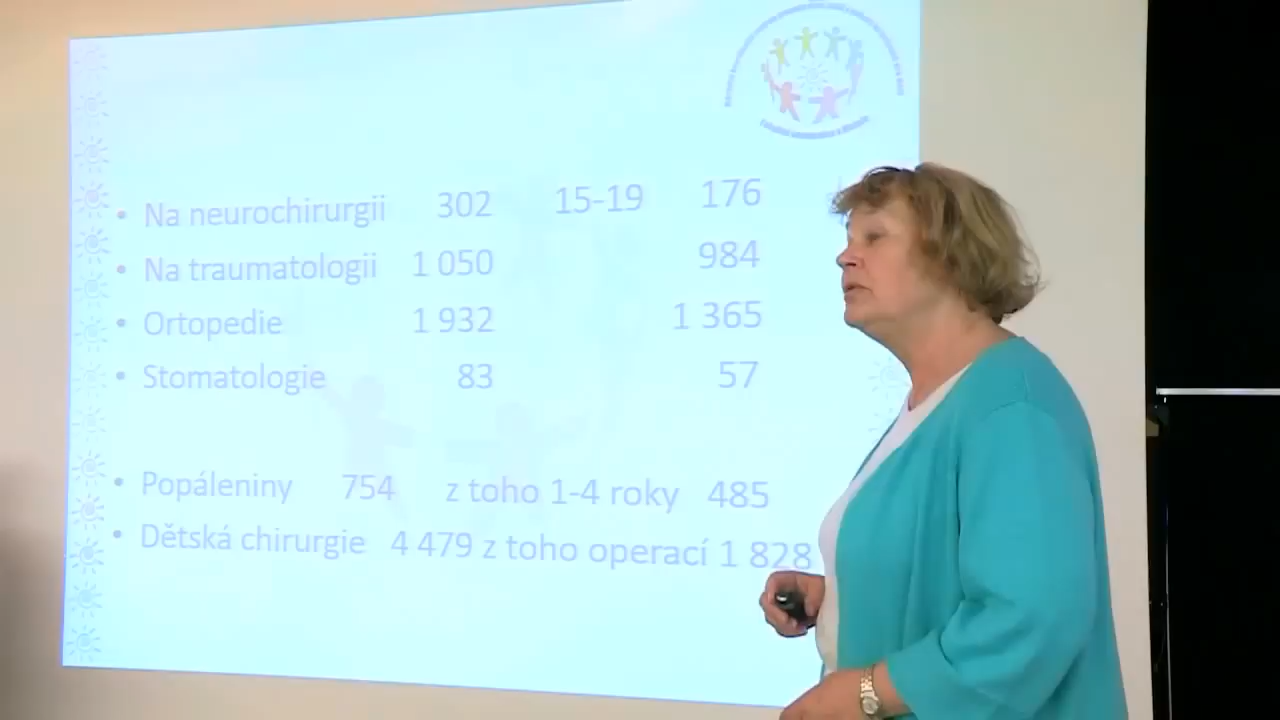 • Na neurochirurgii 302 15-19 176
• Na traumatologii 1 050 984
• Ortopedie 1 932 1 365
• Stomatologie 83 57
• Popáleniny 754 z toho 1-4 roky 485
• Dětská chirurgie 4 479 z toho operací 1 828